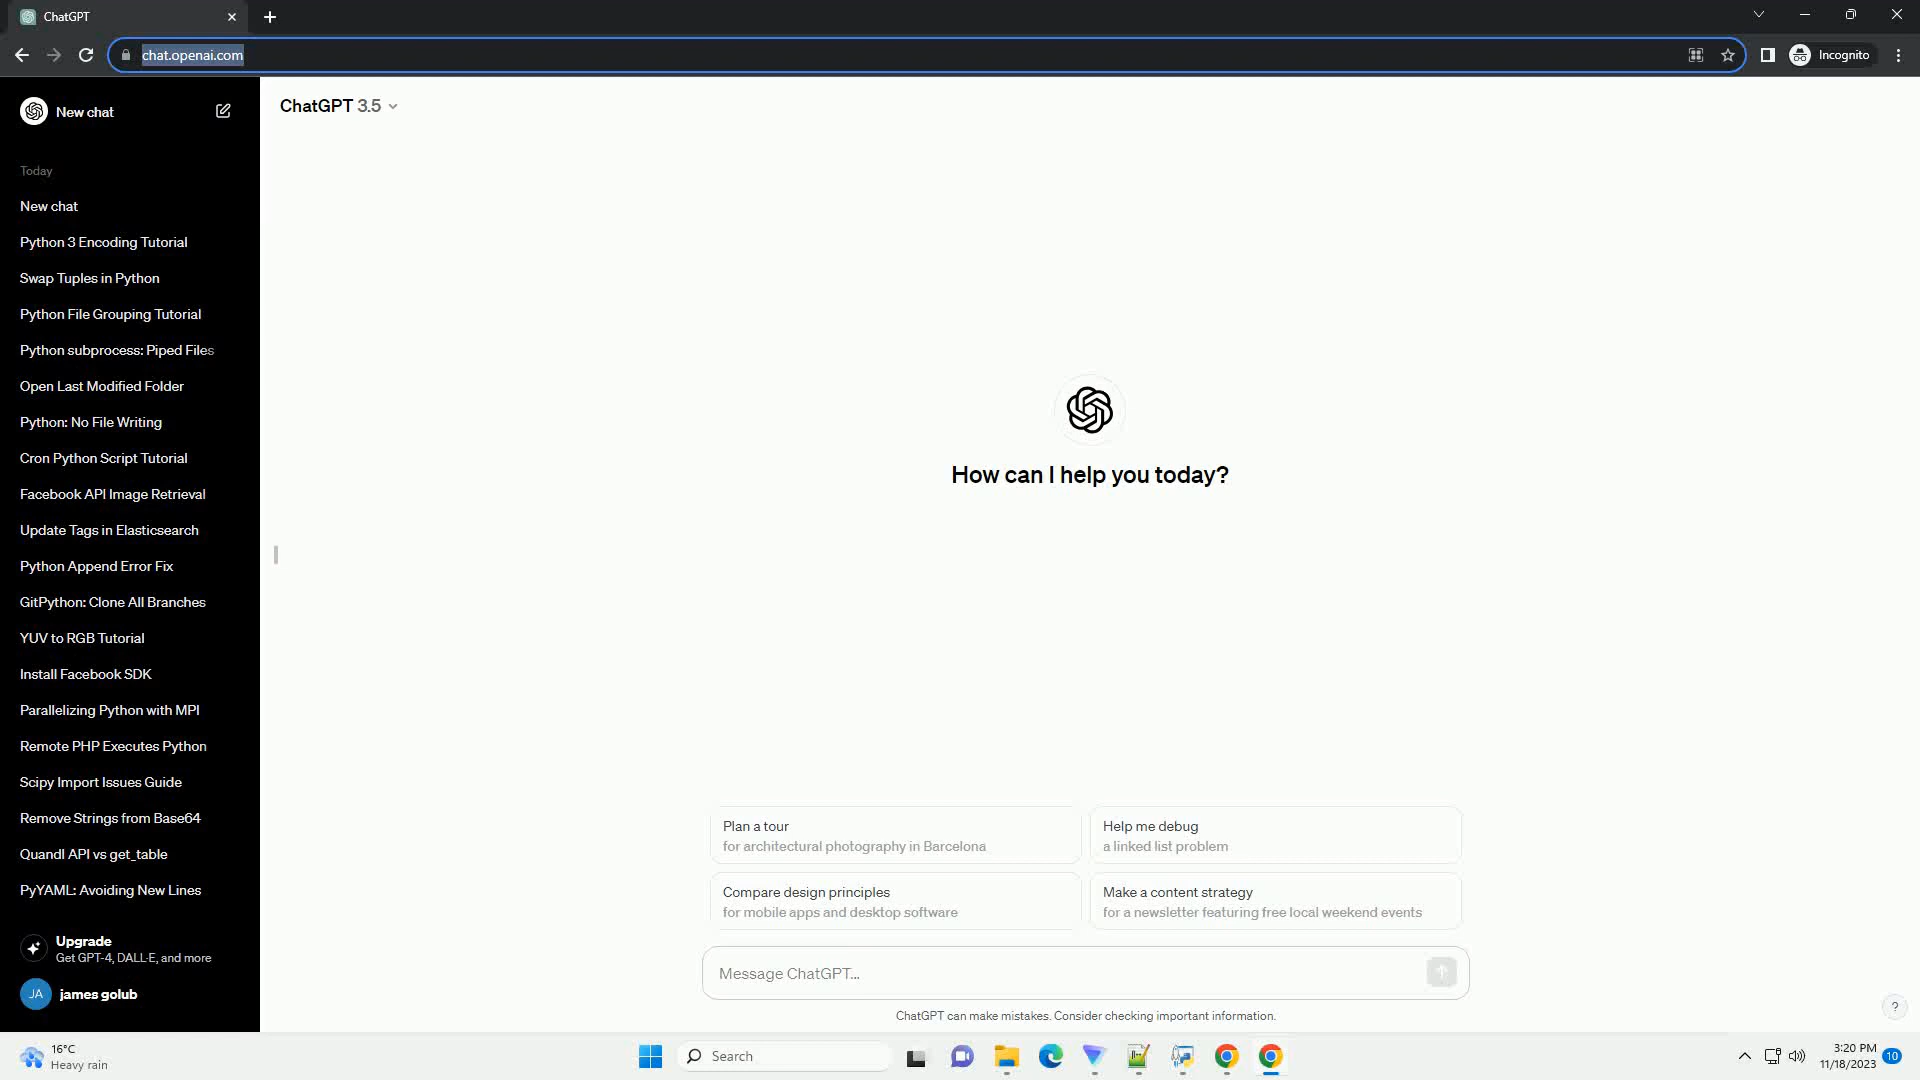 ChatGPT
chat.openai.com
Incognito
New chat
ChatGPT 3.5
Today
New chat
Python 3 Encoding Tutorial
Swap Tuples in Python
Python File Grouping Tutorial
Python subprocess: Piped Files
Open Last Modified Folder
Python: No File Writing
Cron Python Script Tutorial
Facebook API Image Retrieval
Update Tags in Elasticsearch
Python Append Error Fix
GitPython: Clone All Branches
YUV to RGB Tutorial
Install Facebook SDK
Parallelizing Python with MPI
Remote PHP Executes Python
Scipy Import Issues Guide
Remove Strings from Base64
Quandl API vs get_table
PyYAML: Avoiding New Lines
Upgrade
Get GPT-4, DALL·E, and more
JA
james golub
How can I help you today?
Plan a tour
for architectural photography in Barcelona
Help me debug
a linked list problem
Compare design principles
for mobile apps and desktop software
Make a content strategy
for a newsletter featuring free local weekend events
Message ChatGPT...
ChatGPT can make mistakes. Consider checking important information.
?
16°C
Heavy rain
Search
3:20 PM
11/18/2023
10